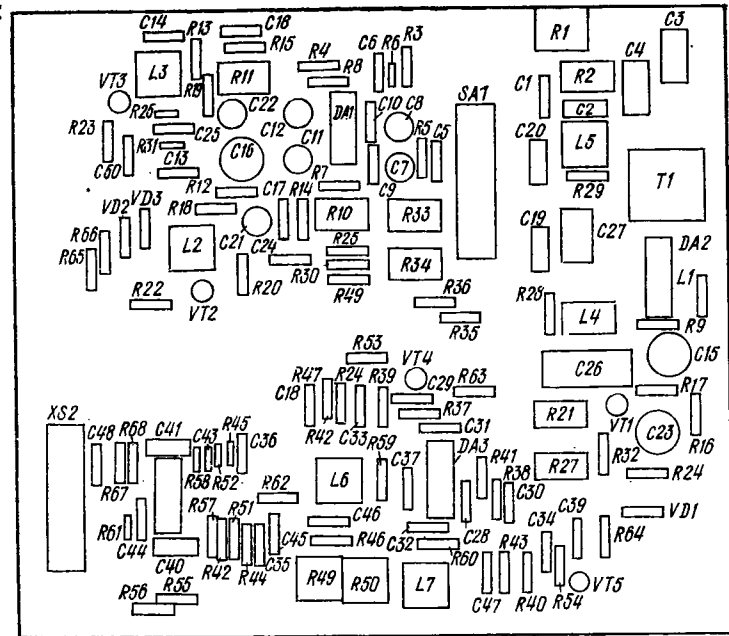 C14 R13 C18 R15 R4 C6 R6 R3 R1 C3
L3 R11 R8 R2 C4
VT3 R19 C22 C12 DA1 C10 C8 SA1 C1 C2
R26 R23 C25 C11 R5 C5 C20 L5
R31 C16 C7 T1
C60 C13 R7 C9 R29
R12 C17 R14
VD2 VD3 R18 R10 R33 C19 C27 DA2
R66 C21 L2 C24 R25 L1
R65 R30 R34
R22 R20 R49 R36 R28 L4 R9
VT2 R35 C15
R53 VT4 C26
R47 R24 R39 C29 R63 R17
XS2 C18 R37 R21 VT1 C23 R16
C48 R68 C41 C43 R45 C36 R42 C33 C31
R59 DA3 R41 R32
R58 R52 L6 C37 R38 R27 R24
R67 R62 C30
R57 R51 C46 C28 C39 VD1
R61 C34 R64
C44 C45 R46 C32 R60 R43
C40 R42 R44 C35
R49 R50 L7 VT5
R56 R55 C47 R40 R54